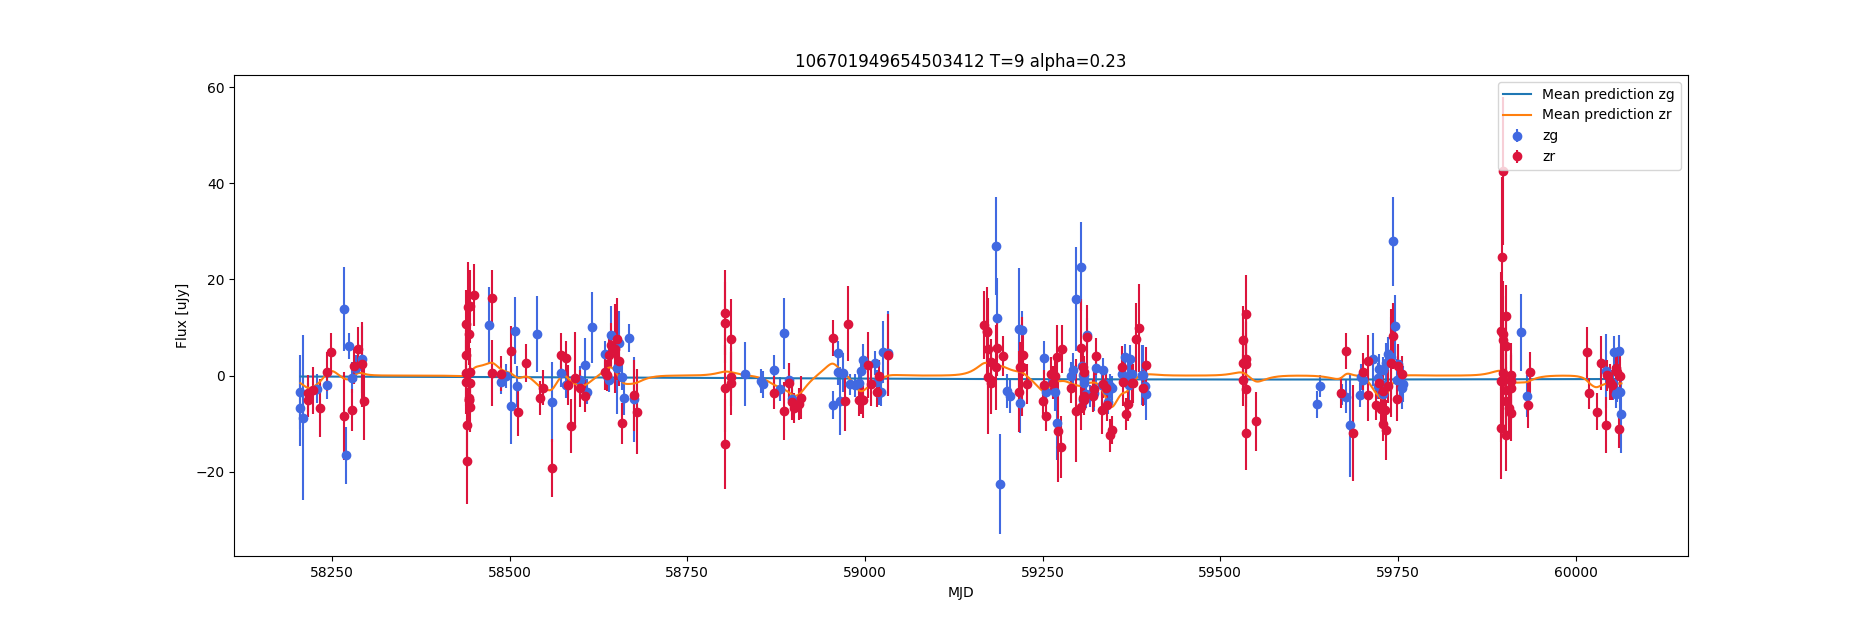 106701949654503412 T=9 alpha=0.23
Flux [uJy]
60
40
20
0
−20
58250 58500 58750 59000 59250 59500 59750 60000
MJD
Mean prediction zg
Mean prediction zr
zg
zr